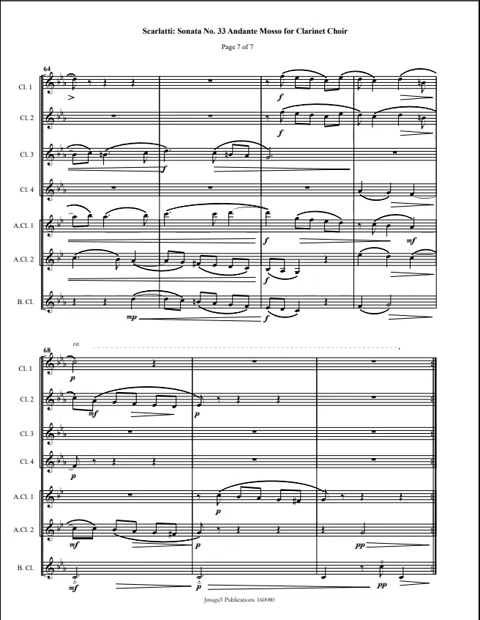 Scarlatti: Sonata No. 33 Andante Mosso for Clarinet Choir
Page 7 of 7
64
Cl. 1
f
Cl. 2
f
Cl. 3
f
Cl. 4
A.Cl. 1
f
mf
A.Cl. 2
f
B. Cl.
mp
f
68
rit.
Cl. 1
p
Cl. 2
mf
p
Cl. 3
Cl. 4
p
A.Cl. 1
p
A.Cl. 2
mf
p
pp
B. Cl.
mf
p
pp
Jmsgu3 Publications 160080